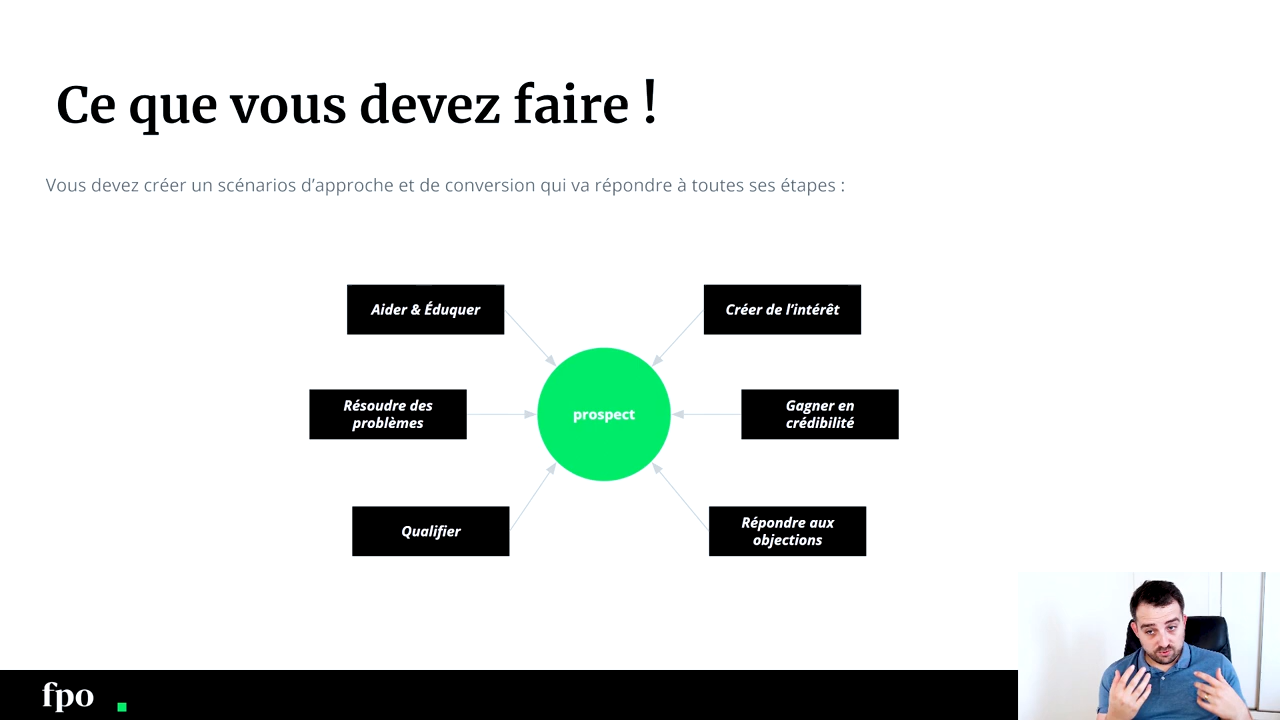 Ce que vous devez faire !
Vous devez créer un scénarios d’approche et de conversion qui va répondre à toutes ses étapes :
Aider & Éduquer
Créer de l’intérêt
Résoudre des
problèmes
prospect
Gagner en
crédibilité
Qualifier
Répondre aux
objections
fpo